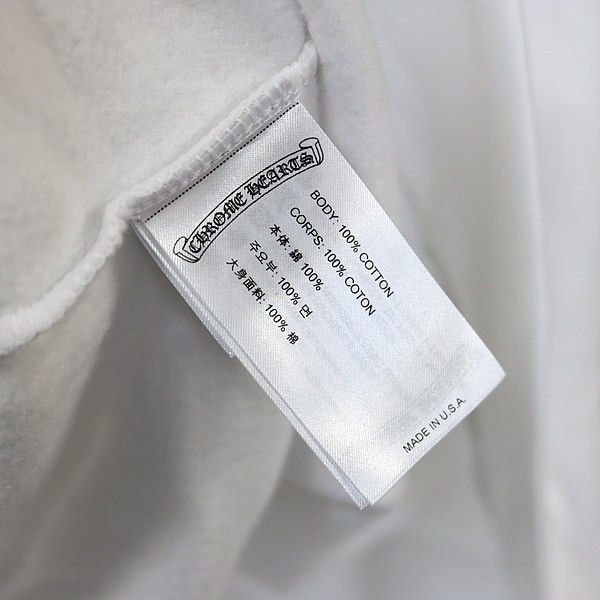 CHROME HEARTS
BODY: 100% COTTON
CORPS: 100% COTON
本体: 綿 100%
주요부: 100% 면
大身面料: 100% 棉
MADE IN U.S.A.